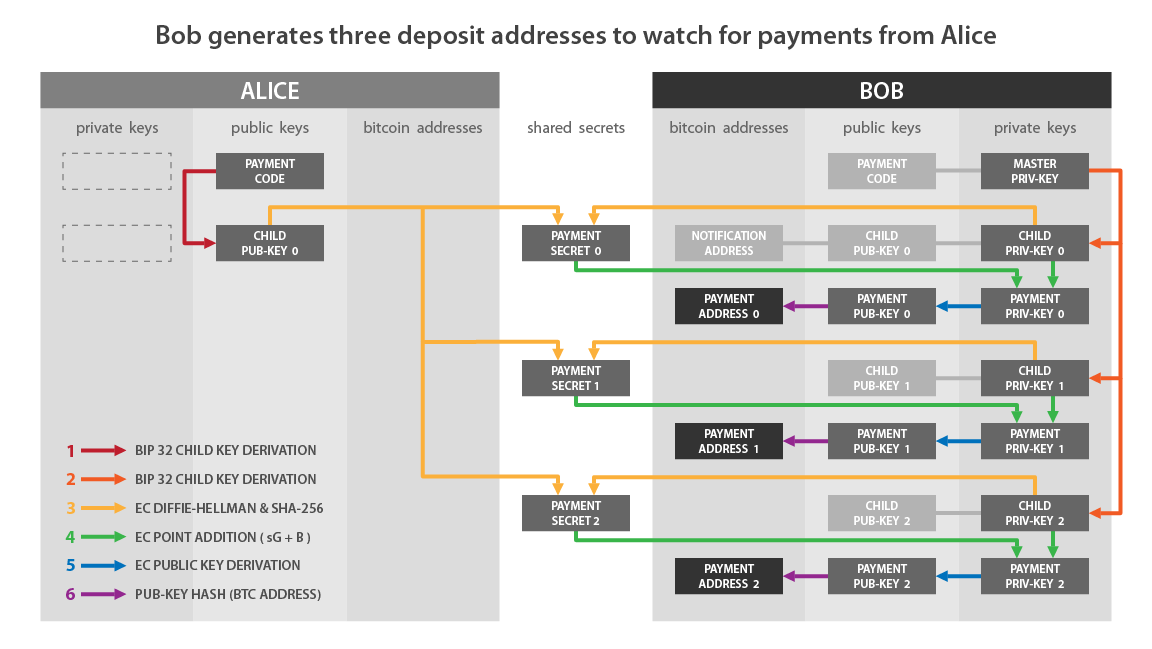 Bob generates three deposit addresses to watch for payments from Alice
ALICE
BOB
private keys
public keys
bitcoin addresses
shared secrets
bitcoin addresses
public keys
private keys
PAYMENT
CODE
PAYMENT
CODE
MASTER
PRIV-KEY
CHILD
PUB-KEY 0
PAYMENT
SECRET 0
NOTIFICATION
ADDRESS
CHILD
PUB-KEY 0
CHILD
PRIV-KEY 0
PAYMENT
ADDRESS 0
PAYMENT
PUB-KEY 0
PAYMENT
PRIV-KEY 0
PAYMENT
SECRET 1
CHILD
PUB-KEY 1
CHILD
PRIV-KEY 1
PAYMENT
ADDRESS 1
PAYMENT
PUB-KEY 1
PAYMENT
PRIV-KEY 1
PAYMENT
SECRET 2
CHILD
PUB-KEY 2
CHILD
PRIV-KEY 2
PAYMENT
ADDRESS 2
PAYMENT
PUB-KEY 2
PAYMENT
PRIV-KEY 2
1 BIP 32 CHILD KEY DERIVATION
2 BIP 32 CHILD KEY DERIVATION
3 EC DIFFIE-HELLMAN & SHA-256
4 EC POINT ADDITION ( sG + B )
5 EC PUBLIC KEY DERIVATION
6 PUB-KEY HASH (BTC ADDRESS)